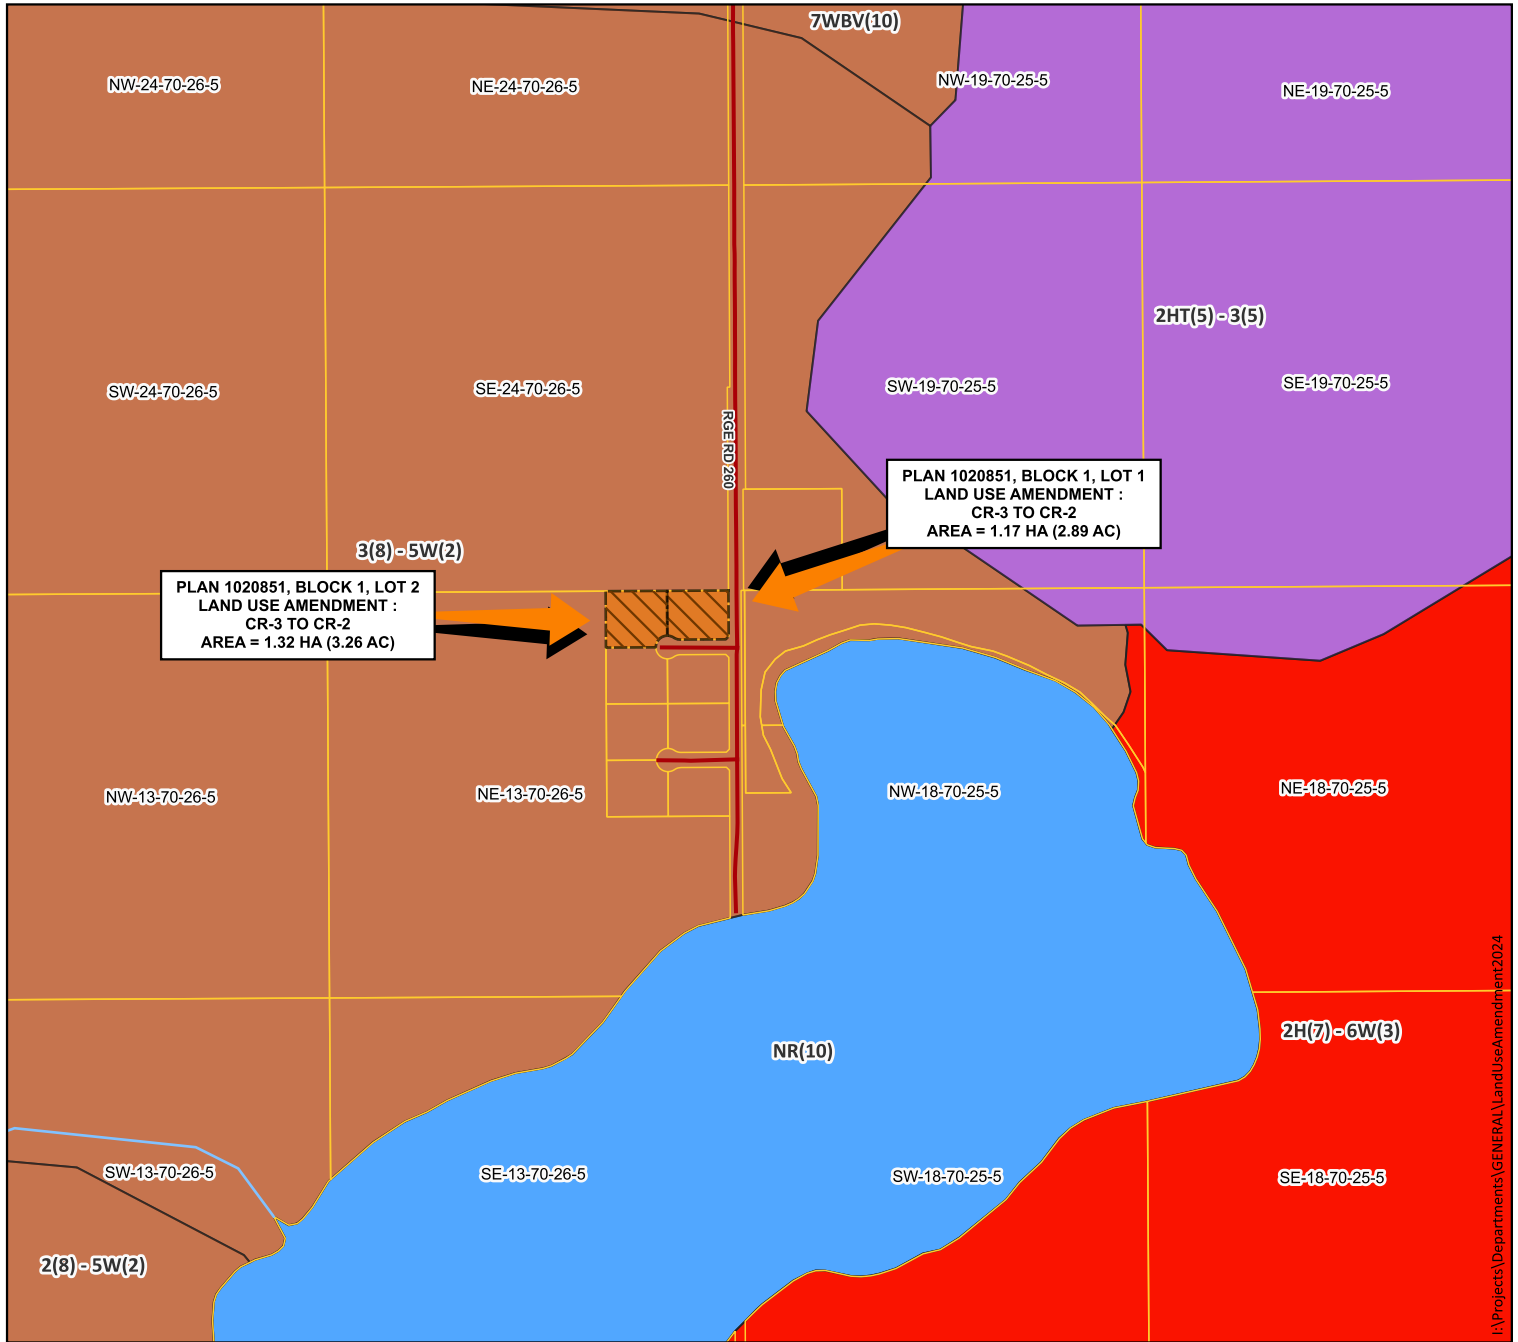 7WBV(10)
NW-24-70-26-5
NE-24-70-26-5
NW-19-70-25-5
NE-19-70-25-5
2HT(5) - 3(5)
SW-24-70-26-5
SE-24-70-26-5
SW-19-70-25-5
SE-19-70-25-5
RGE RD 260
PLAN 1020851, BLOCK 1, LOT 1
LAND USE AMENDMENT :
CR-3 TO CR-2
AREA = 1.17 HA (2.89 AC)
3(8) - 5W(2)
PLAN 1020851, BLOCK 1, LOT 2
LAND USE AMENDMENT :
CR-3 TO CR-2
AREA = 1.32 HA (3.26 AC)
NW-13-70-26-5
NE-13-70-26-5
NW-18-70-25-5
NE-18-70-25-5
2H(7) - 6W(3)
NR(10)
SW-13-70-26-5
SE-13-70-26-5
SW-18-70-25-5
SE-18-70-25-5
2(8) - 5W(2)
I:\Projects\Departments\GENERAL\LandUseAmendment2024